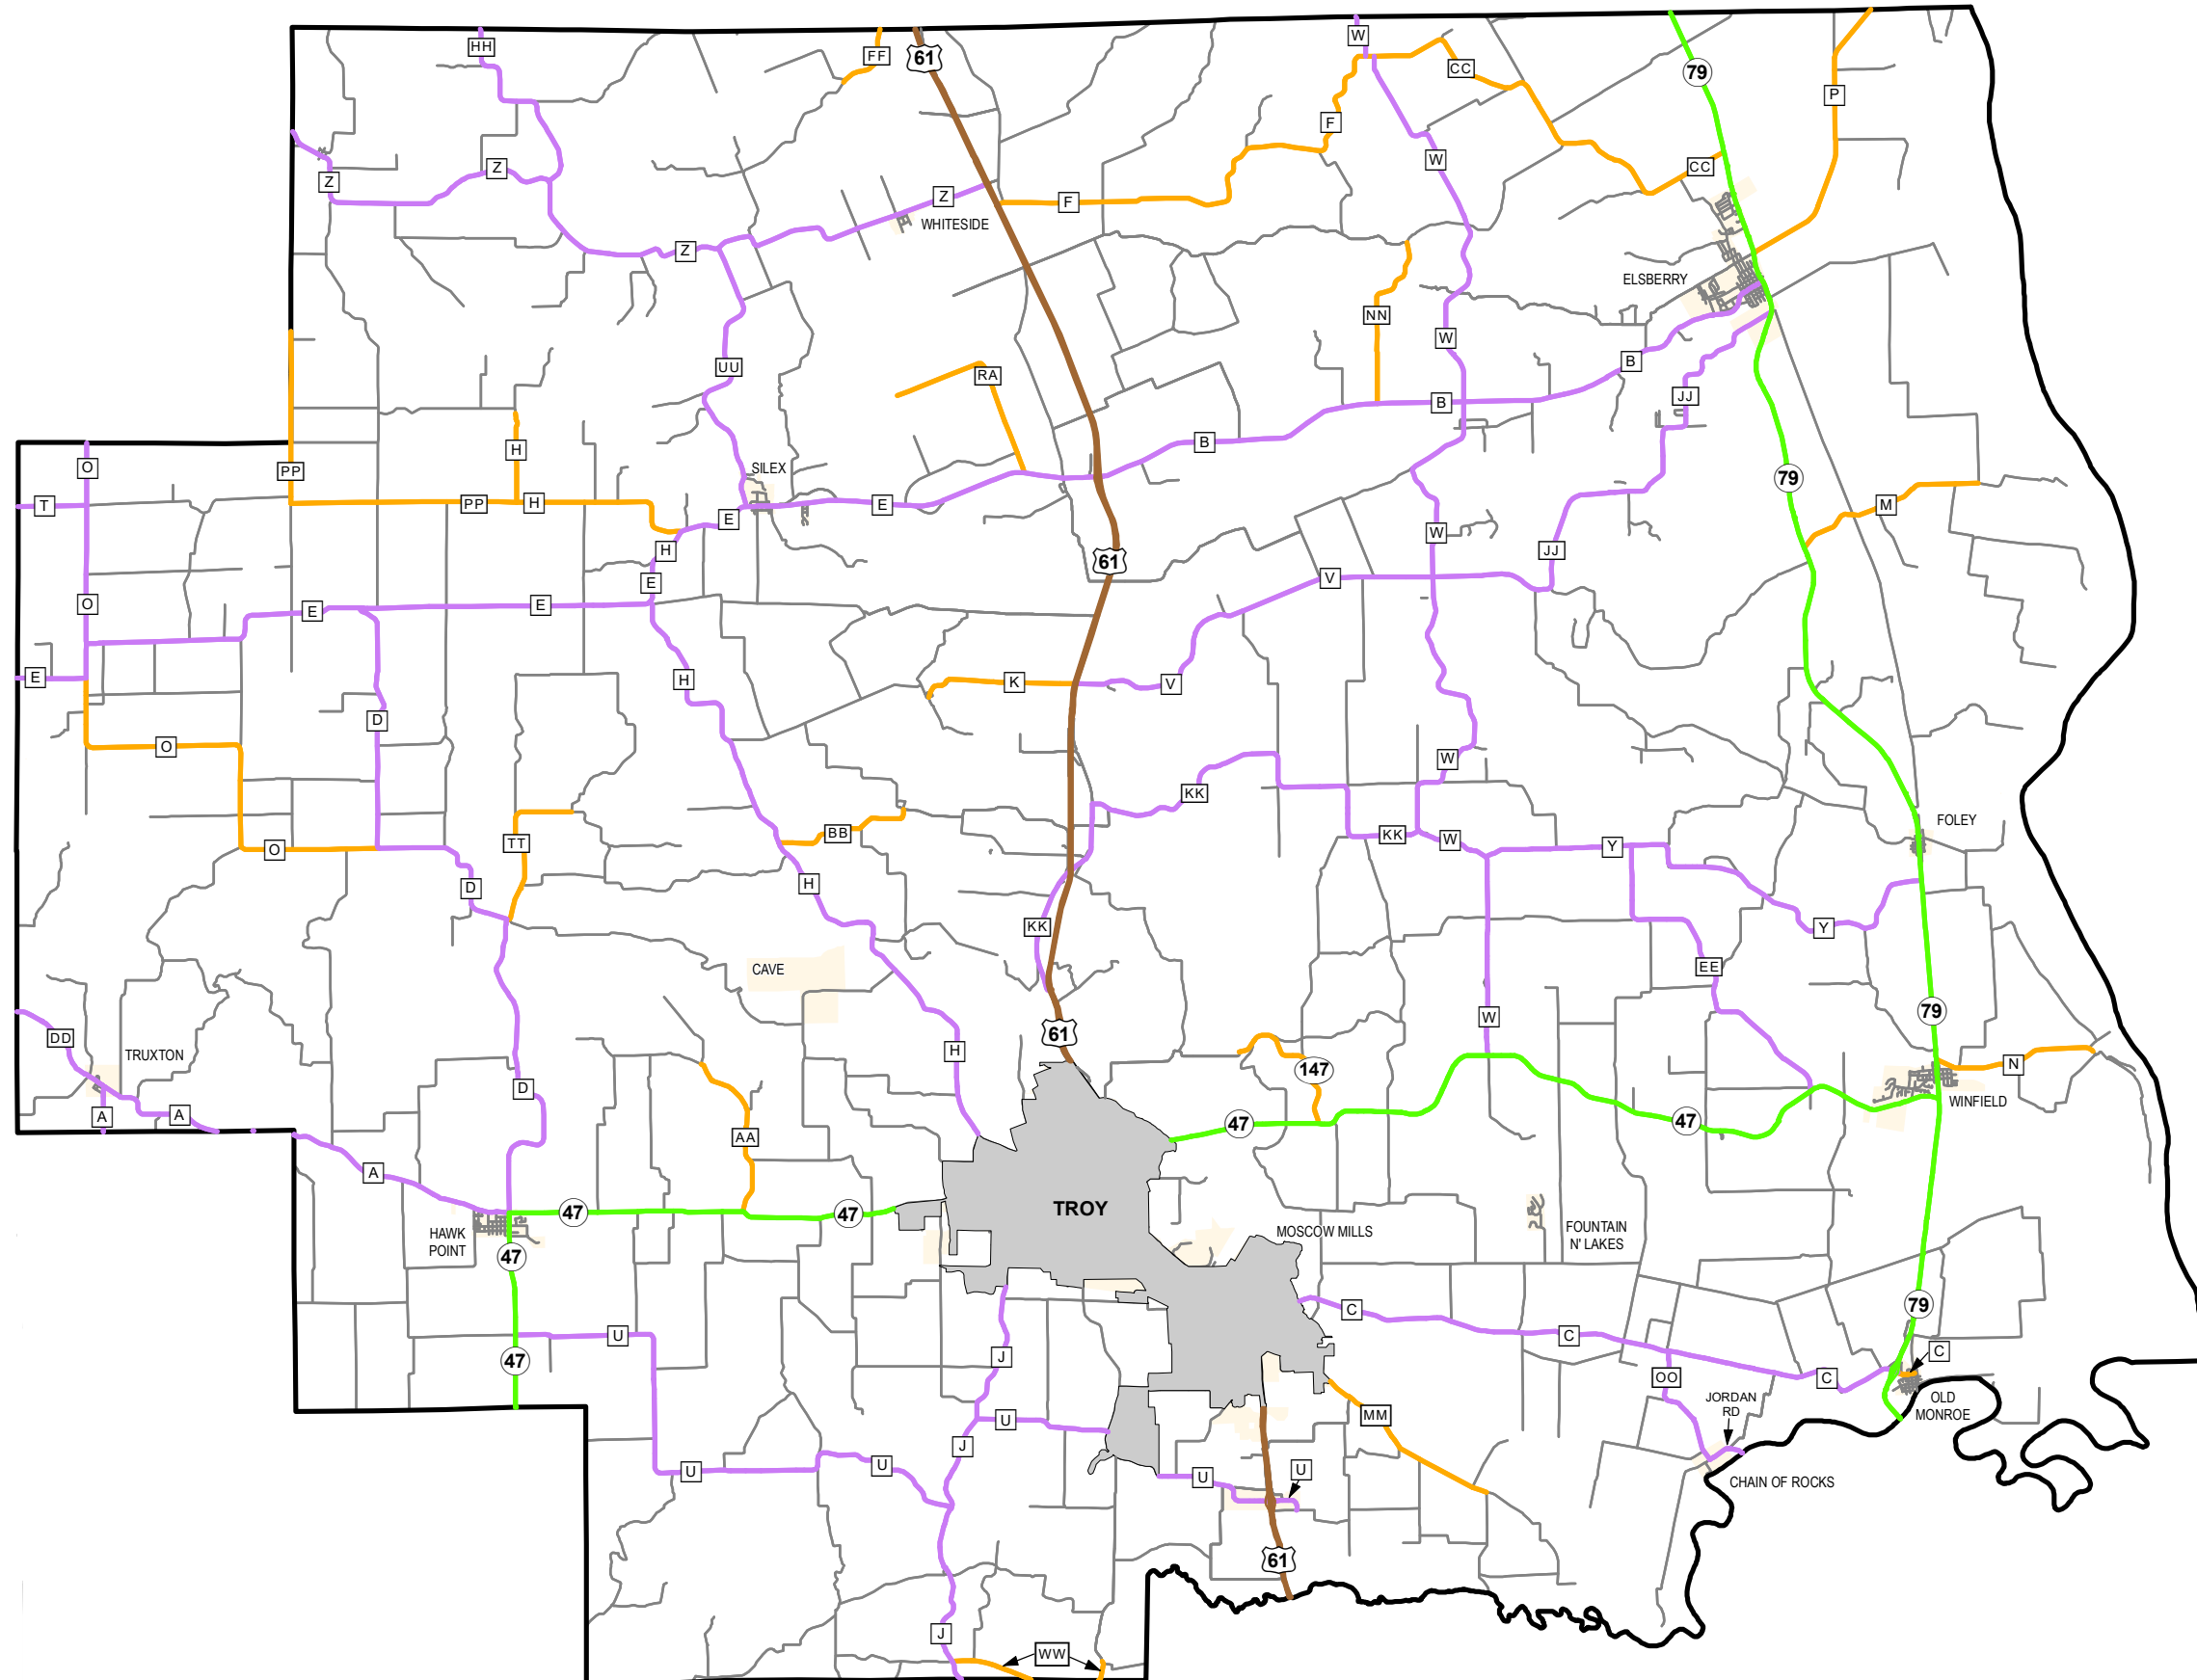 HH
FF
61
W
CC
79
P
F
W
CC
Z
Z
Z
F
WHITESIDE
Z
ELSBERRY
NN
W
B
UU
RA
JJ
B
B
O
PP
H
SILEX
79
T
PP
H
E
E
M
W
H
JJ
61
E
V
O
E
E
E
H
K
V
D
O
W
KK
FOLEY
BB
KK
W
Y
TT
O
D
H
KK
Y
CAVE
EE
79
W
61
DD
TRUXTON
H
147
N
D
WINFIELD
A
A
47
47
AA
A
TROY
47
47
HAWK
POINT
MOSCOW MILLS
FOUNTAIN
N' LAKES
47
79
C
U
C
C
J
47
OO
C
JORDAN
RD
OLD
MONROE
MM
U
J
U
U
U
U
CHAIN OF ROCKS
61
J
WW